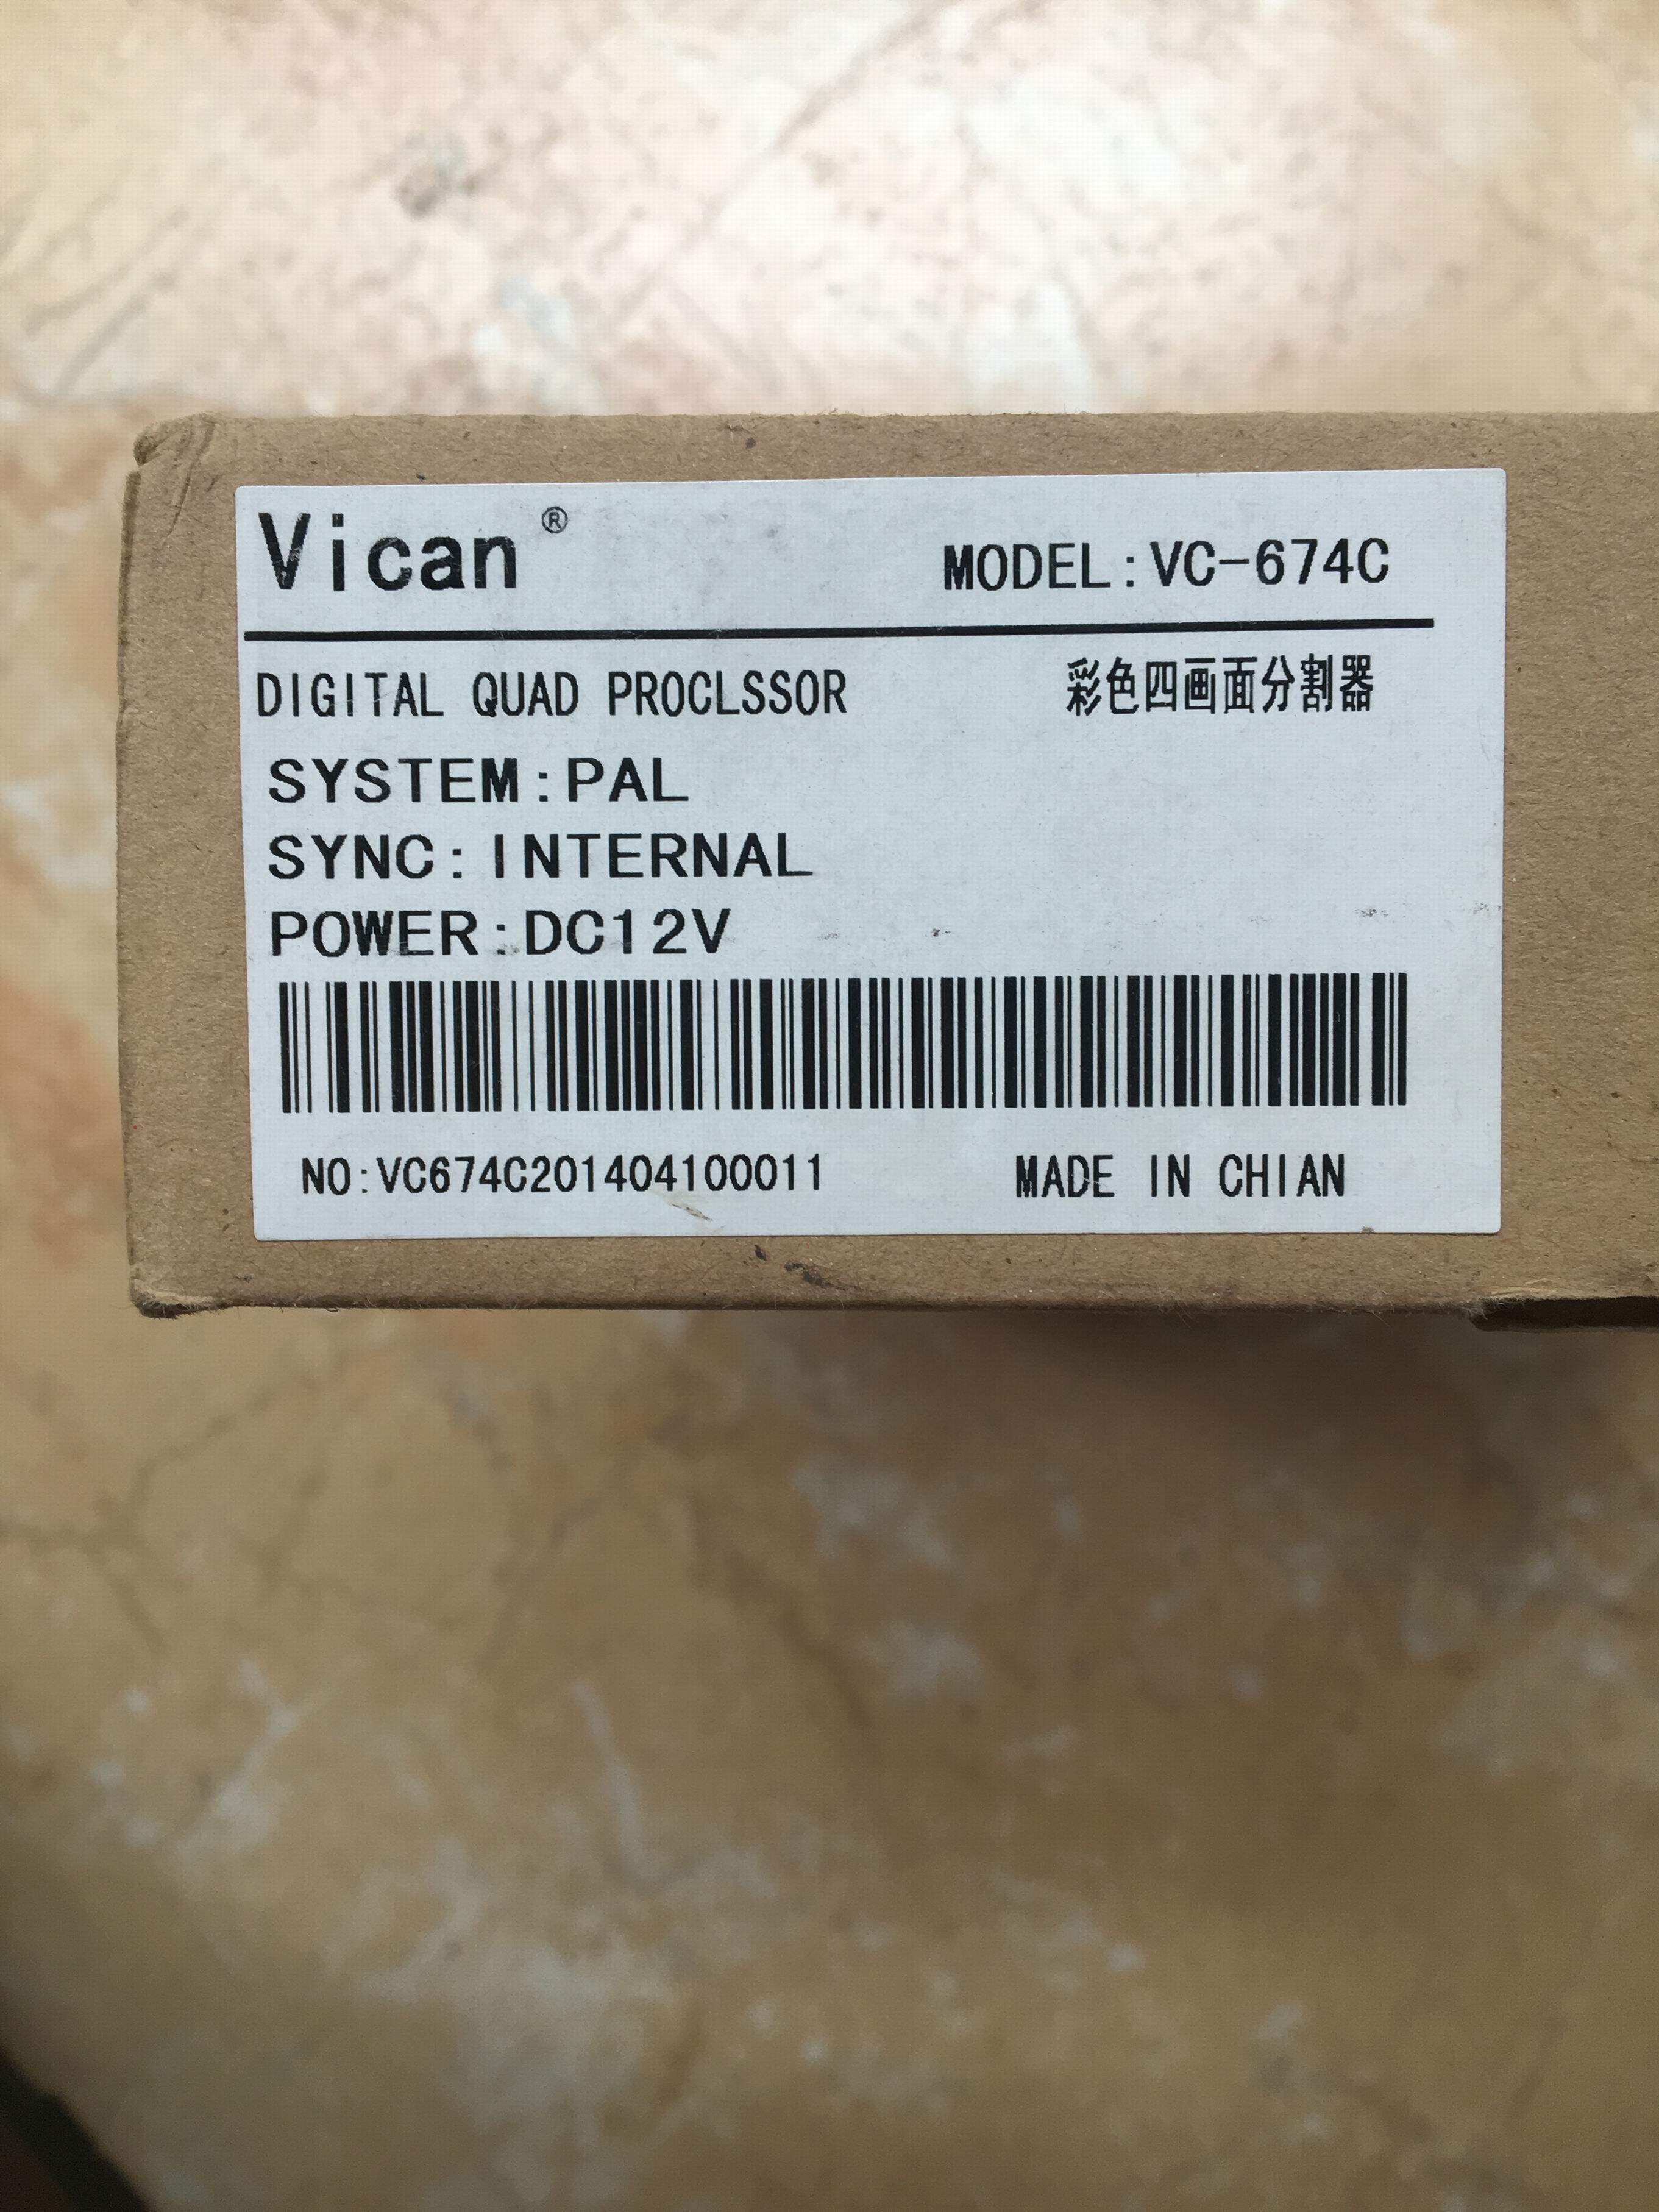 Vican®
MODEL:VC-674C
DIGITAL QUAD PROCLSSOR
彩色四画面分割器
SYSTEM:PAL
SYNC:INTERNAL
POWER:DC12V
NO:VC674C201404100011
MADE IN CHIAN